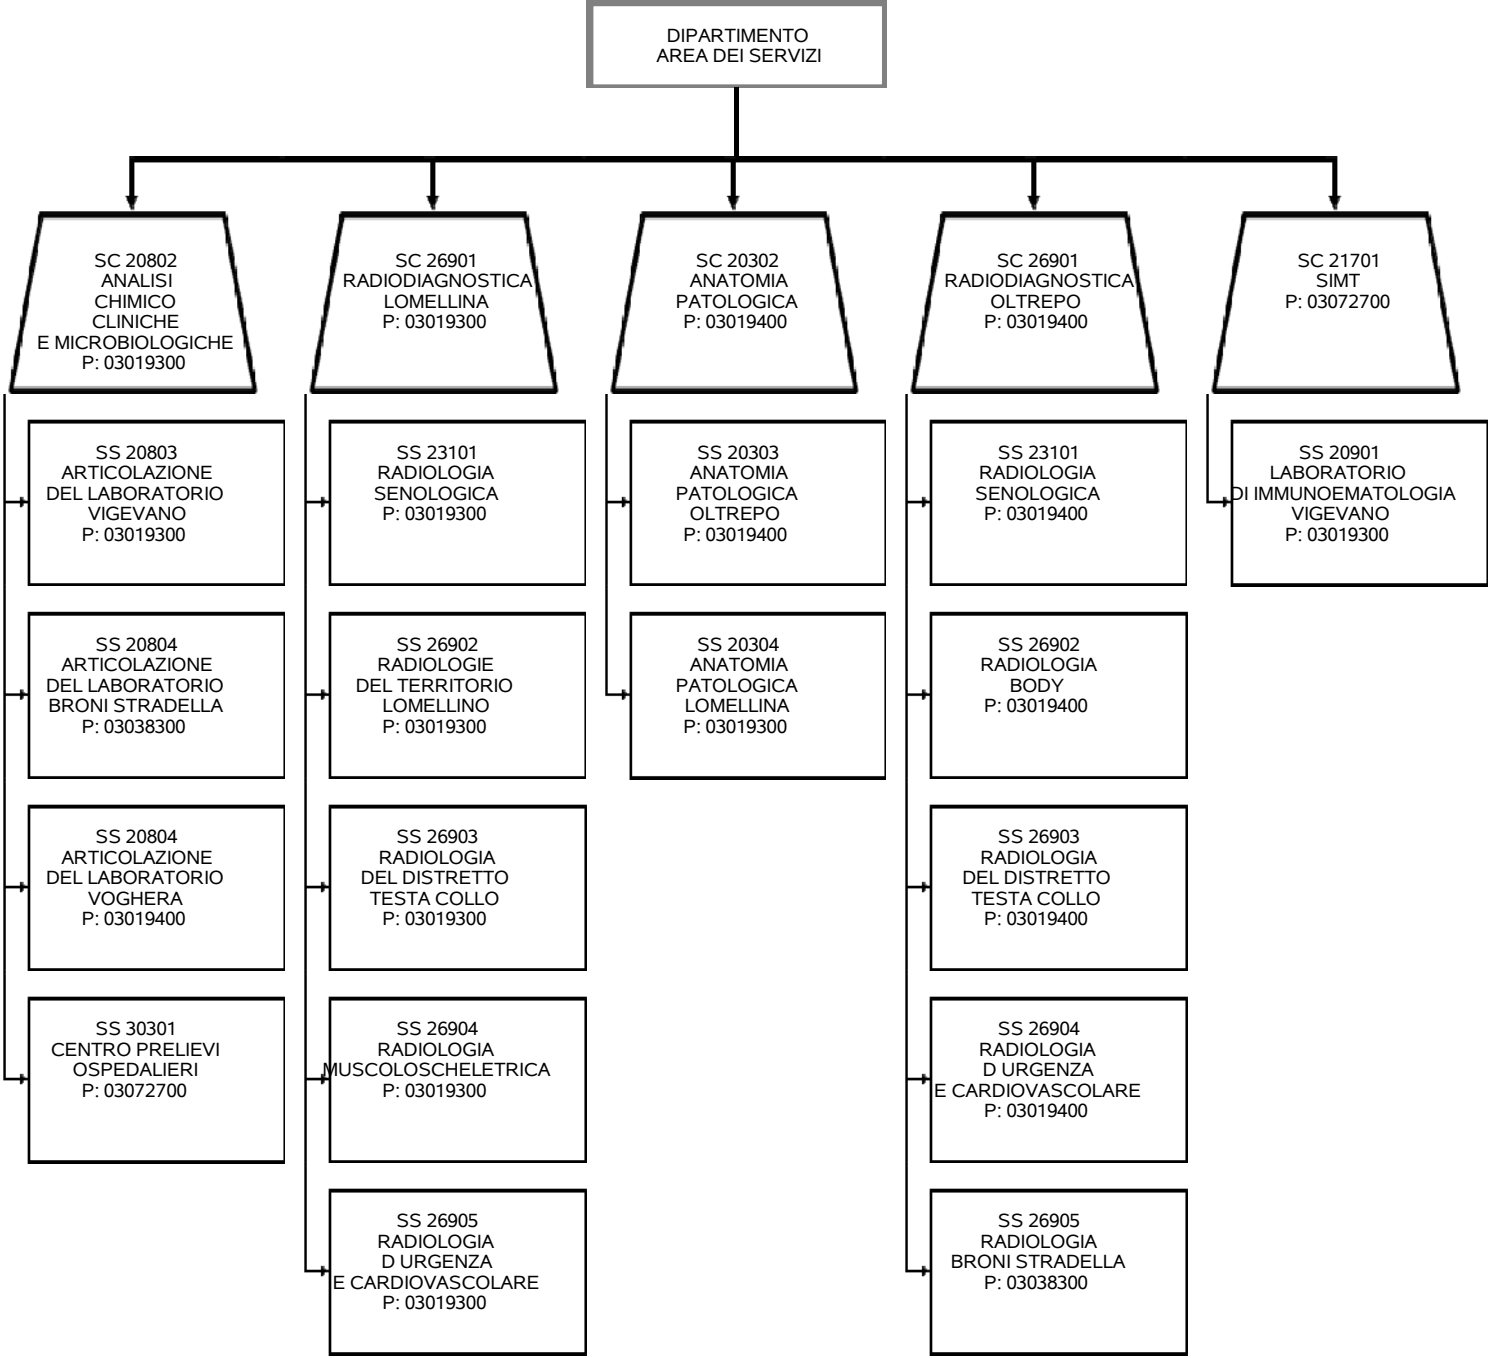 DIPARTIMENTO
AREA DEI SERVIZI
SC 20802
ANALISI
CHIMICO
CLINICHE
E MICROBIOLOGICHE
P: 03019300
SC 26901
RADIODIAGNOSTICA
LOMELLINA
P: 03019300
SC 20302
ANATOMIA
PATOLOGICA
P: 03019400
SC 26901
RADIODIAGNOSTICA
OLTREPO
P: 03019400
SC 21701
SIMT
P: 03072700
SS 20803
ARTICOLAZIONE
DEL LABORATORIO
VIGEVANO
P: 03019300
SS 23101
RADIOLOGIA
SENOLOGICA
P: 03019300
SS 20303
ANATOMIA
PATOLOGICA
OLTREPO
P: 03019400
SS 23101
RADIOLOGIA
SENOLOGICA
P: 03019400
SS 20901
LABORATORIO
DI IMMUNOEMATOLOGIA
VIGEVANO
P: 03019300
SS 20804
ARTICOLAZIONE
DEL LABORATORIO
BRONI STRADELLA
P: 03038300
SS 26902
RADIOLOGIE
DEL TERRITORIO
LOMELLINO
P: 03019300
SS 20304
ANATOMIA
PATOLOGICA
LOMELLINA
P: 03019300
SS 26902
RADIOLOGIA
BODY
P: 03019400
SS 20804
ARTICOLAZIONE
DEL LABORATORIO
VOGHERA
P: 03019400
SS 26903
RADIOLOGIA
DEL DISTRETTO
TESTA COLLO
P: 03019300
SS 26903
RADIOLOGIA
DEL DISTRETTO
TESTA COLLO
P: 03019400
SS 30301
CENTRO PRELIEVI
OSPEDALIERI
P: 03072700
SS 26904
RADIOLOGIA
MUSCOLOSCHELETRICA
P: 03019300
SS 26904
RADIOLOGIA
D URGENZA
E CARDIOVASCOLARE
P: 03019400
SS 26905
RADIOLOGIA
D URGENZA
E CARDIOVASCOLARE
P: 03019300
SS 26905
RADIOLOGIA
BRONI STRADELLA
P: 03038300